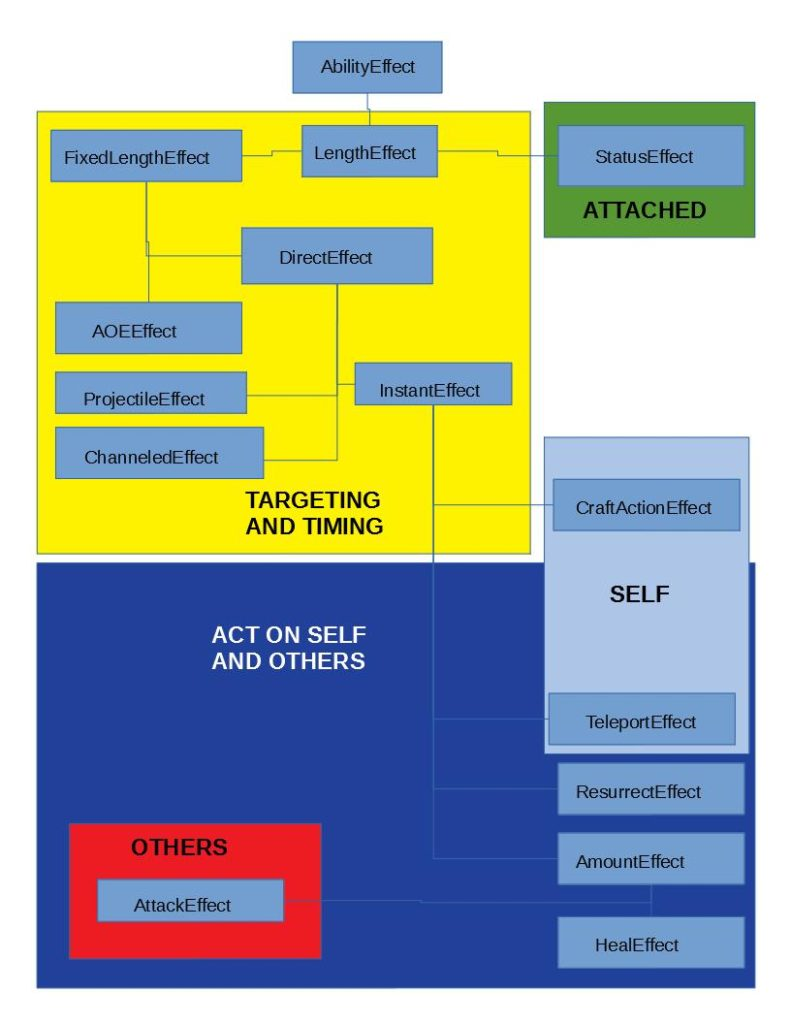 AbilityEffect
FixedLengthEffect
LengthEffect
StatusEffect
ATTACHED
DirectEffect
AOEEffect
ProjectileEffect
InstantEffect
ChanneledEffect
TARGETING
AND TIMING
CraftActionEffect
SELF
ACT ON SELF
AND OTHERS
TeleportEffect
ResurrectEffect
OTHERS
AmountEffect
AttackEffect
HealEffect